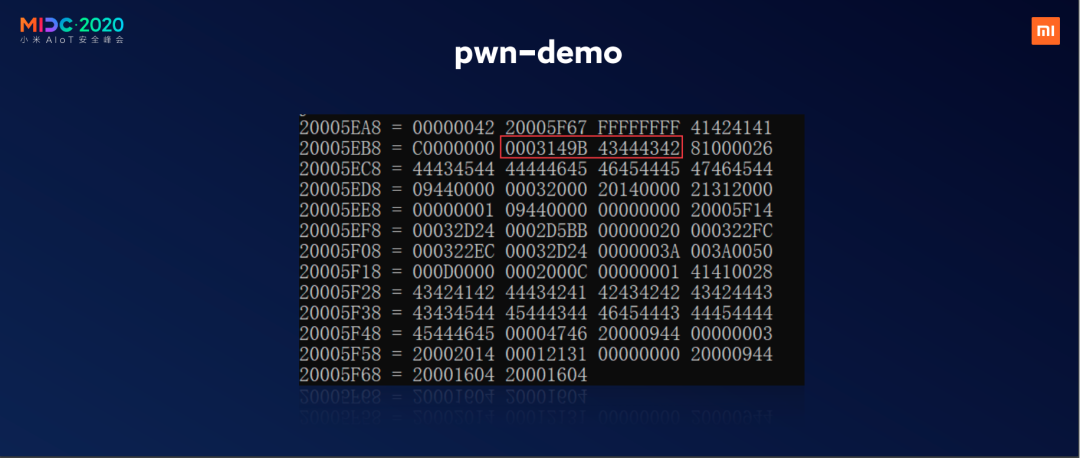 MIDC·2020
小米 AIoT 安全峰会
mi
pwn-demo
20005EA8 = 00000042 20005F67 FFFFFFFF 41424141
20005EB8 = C0000000 0003149B 43444342 81000026
20005EC8 = 44434544 44444645 46454445 47464544
20005ED8 = 09440000 00032000 20140000 21312000
20005EE8 = 00000001 09440000 00000000 20005F14
20005EF8 = 00032D24 0002D5BB 00000020 000322FC
20005F08 = 000322EC 00032D24 0000003A 003A0050
20005F18 = 000D0000 0002000C 00000001 41410028
20005F28 = 43424142 44434241 42434242 43424443
20005F38 = 43434544 45444344 46454443 44454444
20005F48 = 45444645 00004746 20000944 00000003
20005F58 = 20002014 00012131 00000000 20000944
20005F68 = 20001604 20001604